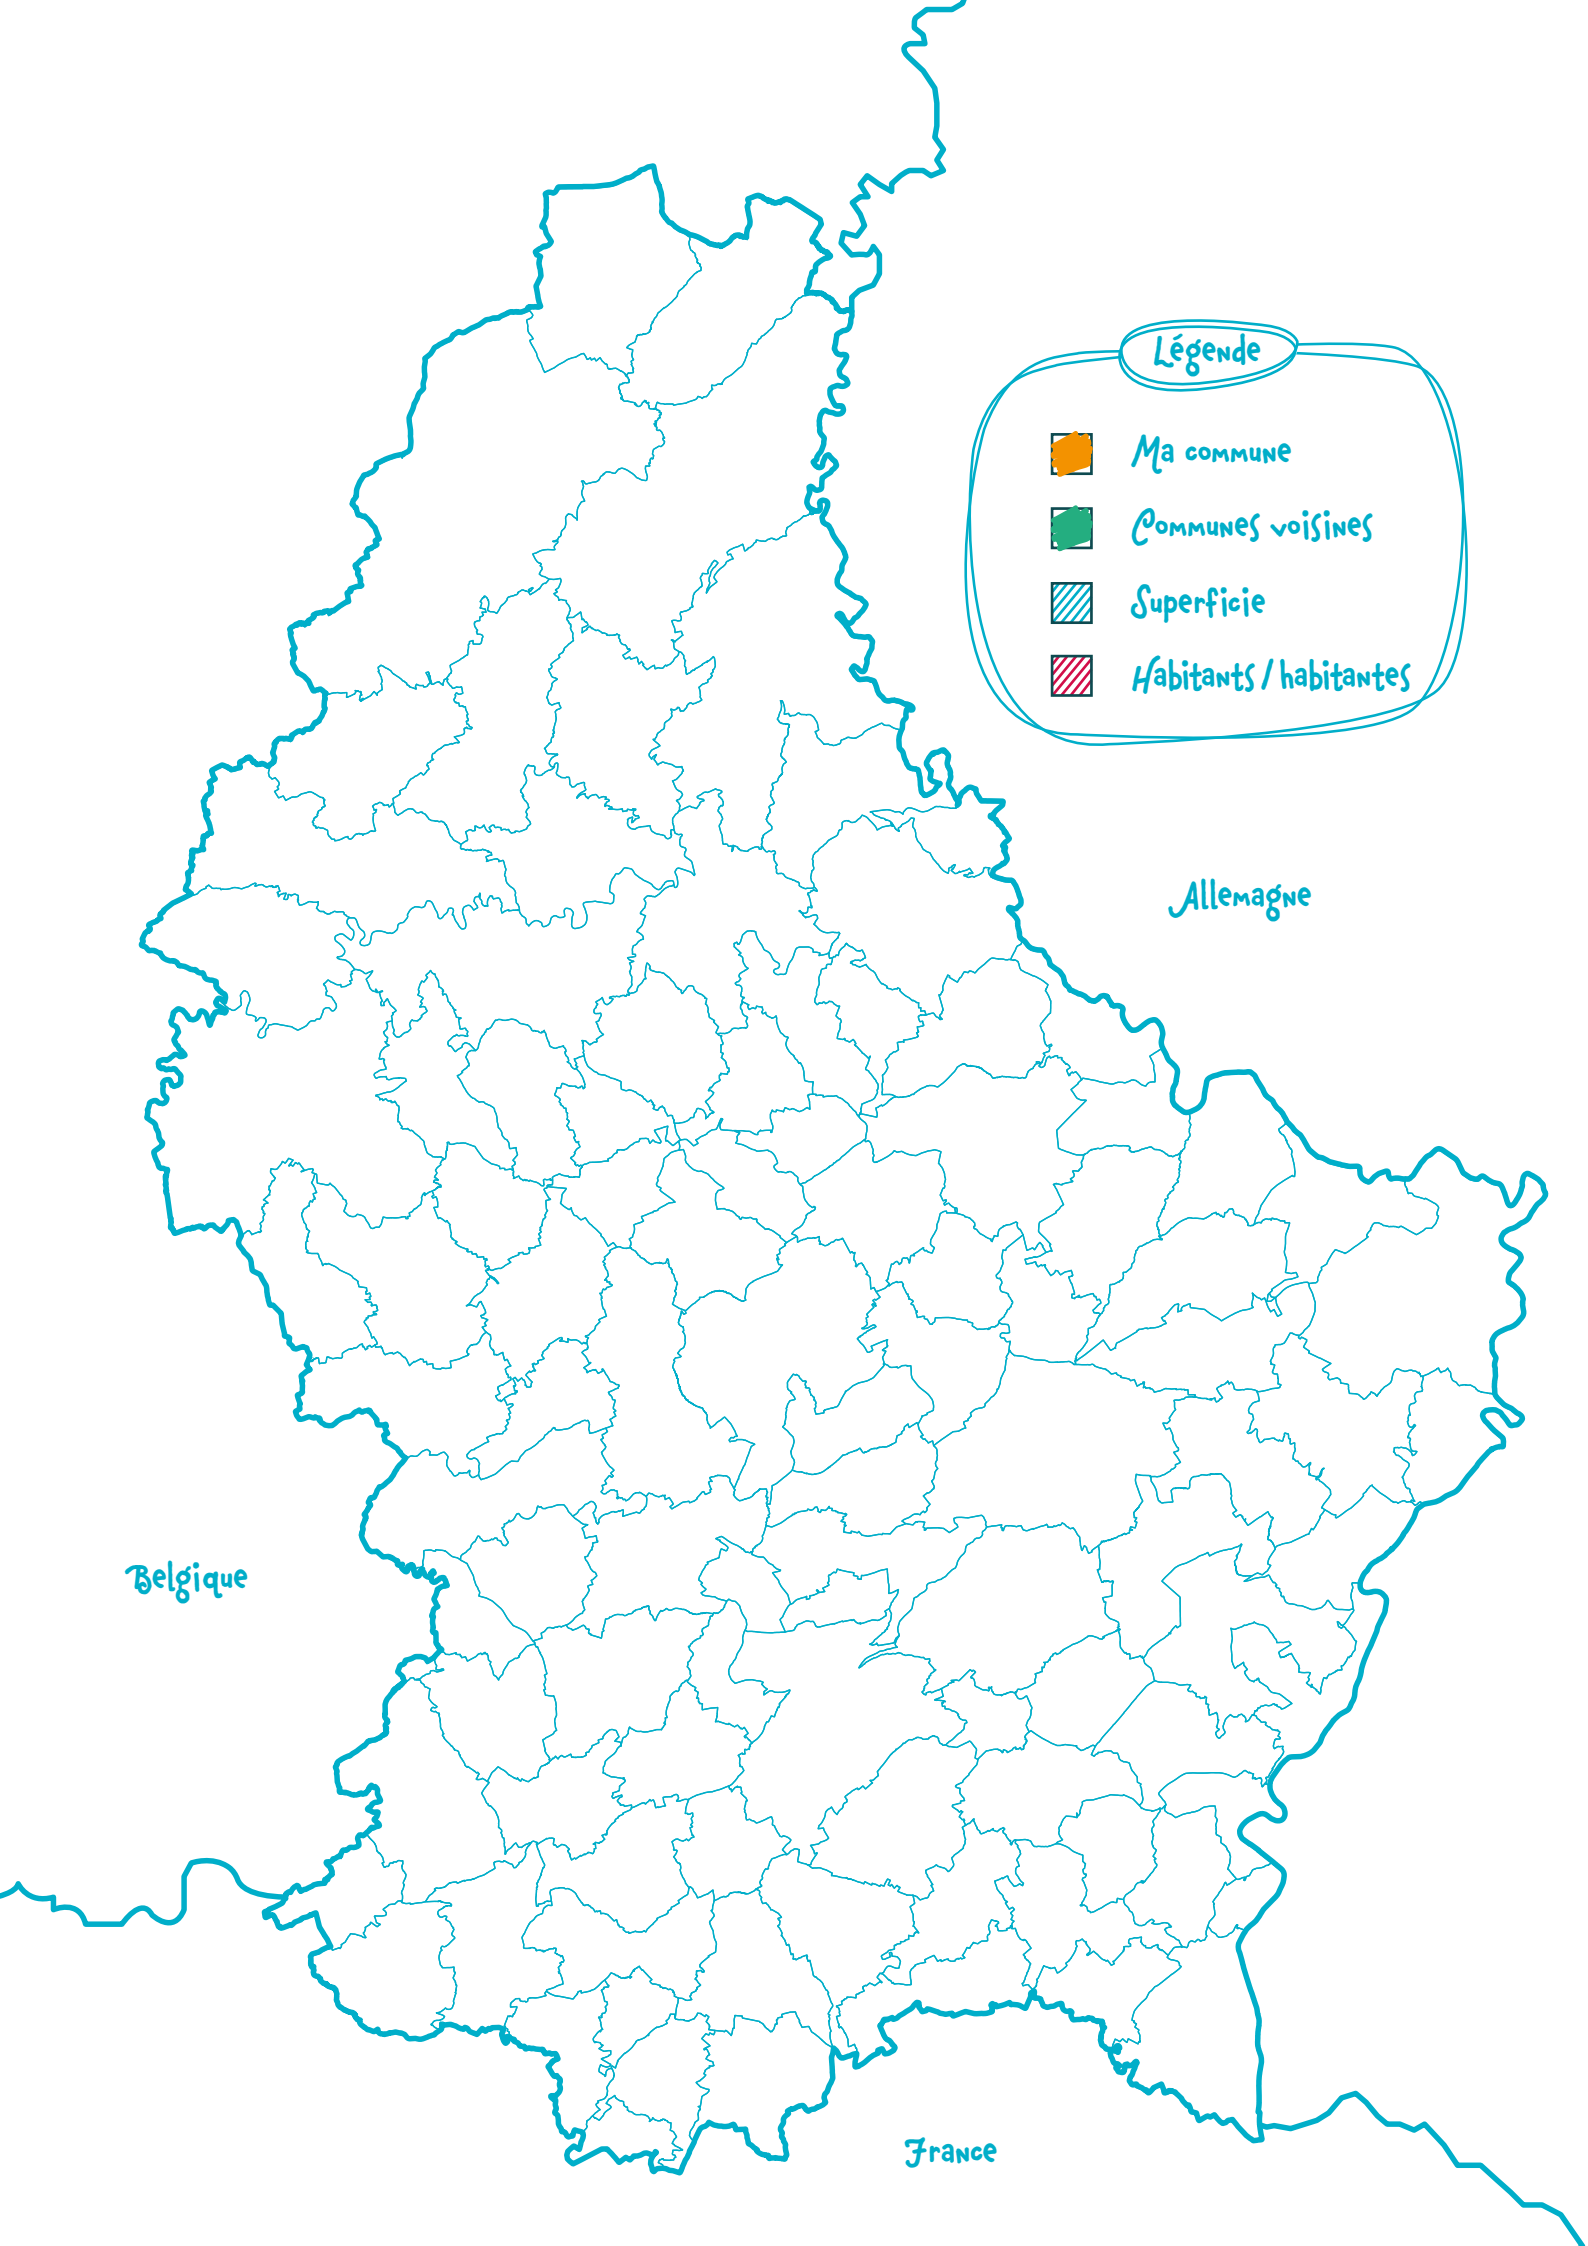 Légende
Ma commune
Communes voisines
Superficie
Habitants / habitantes
Allemagne
Belgique
France